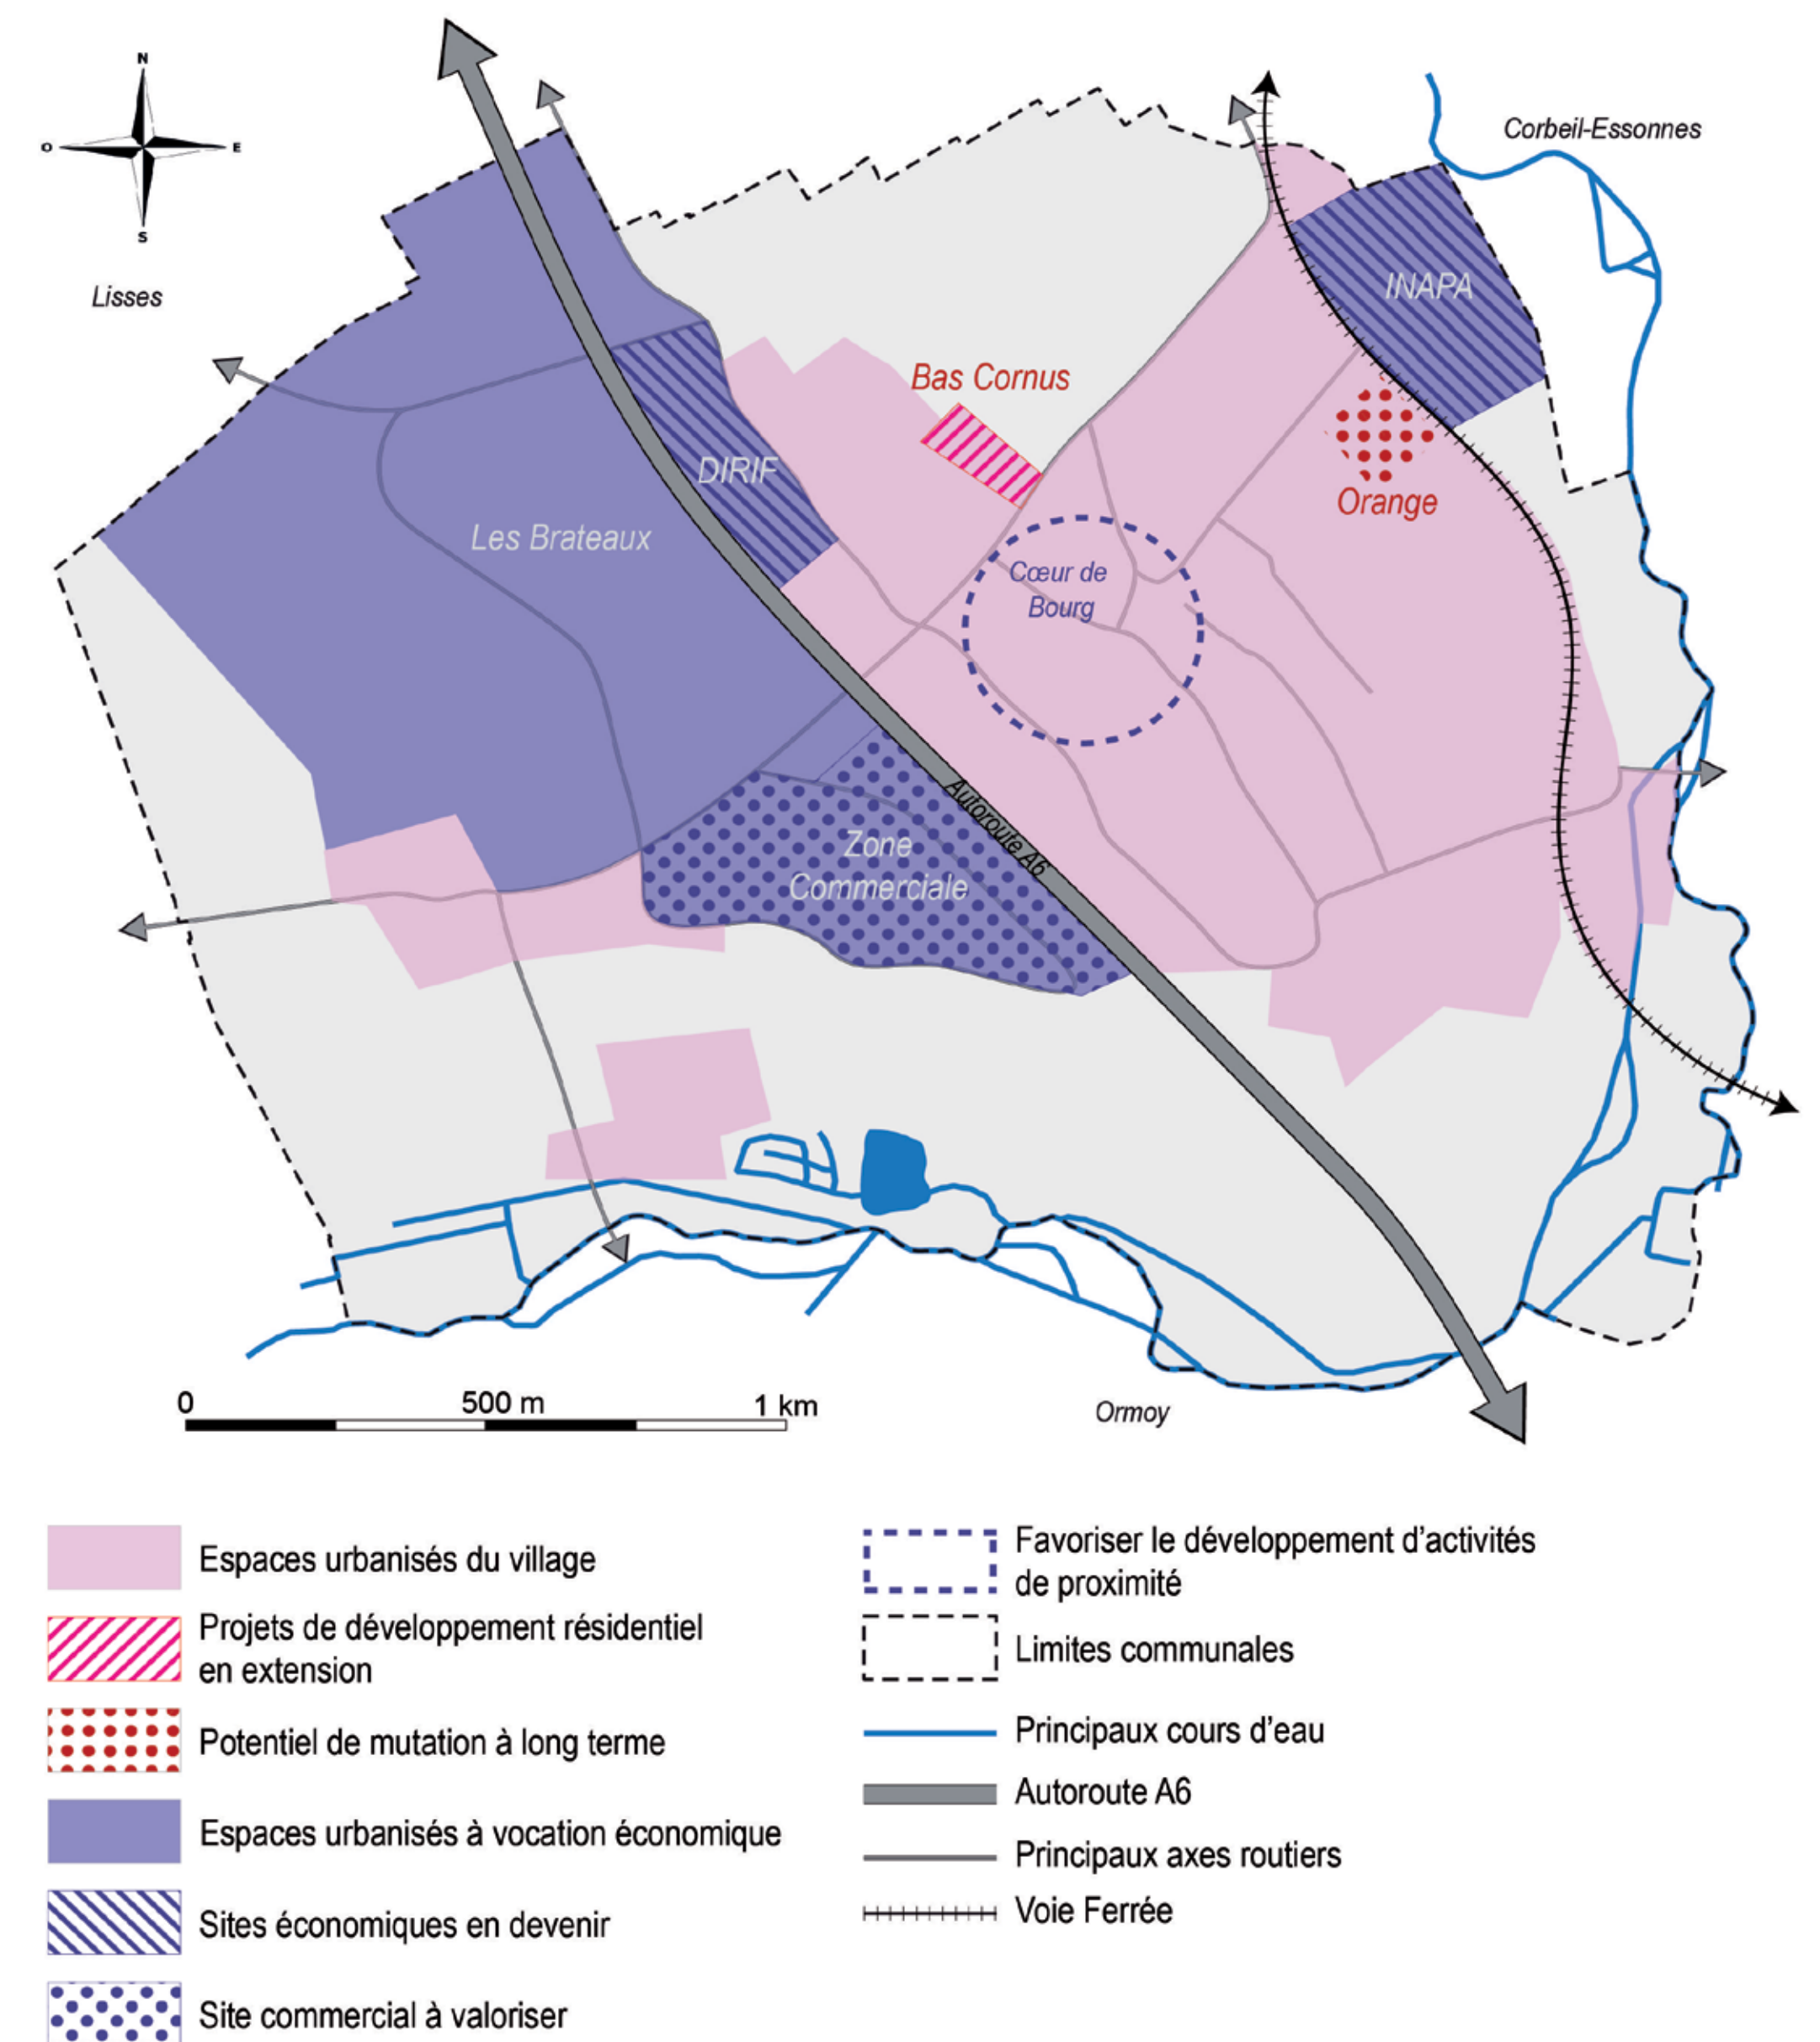 N
O
E
S
Corbeil-Essonnes
Lisses
INAPA
Bas Cornus
DIRIF
Orange
Les Brateaux
Cœur de
Bourg
Autoroute A6
Zone
Commerciale
0
500 m
1 km
Ormoy
Espaces urbanisés du village
Projets de développement résidentiel
en extension
Potentiel de mutation à long terme
Espaces urbanisés à vocation économique
Sites économiques en devenir
Site commercial à valoriser
Favoriser le développement d’activités
de proximité
Limites communales
Principaux cours d’eau
Autoroute A6
Principaux axes routiers
Voie Ferrée